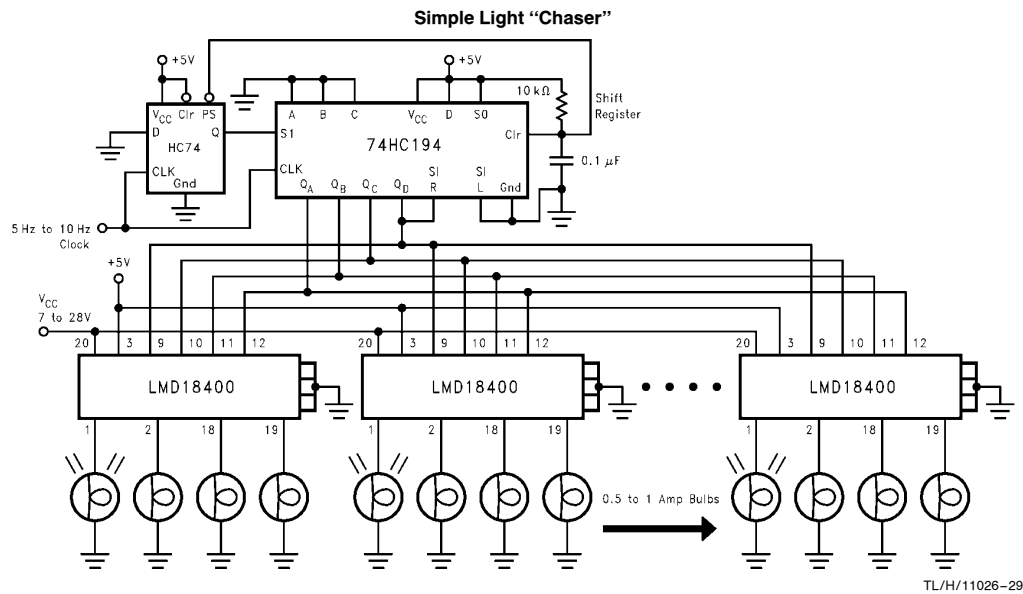 Simple Light “Chaser”
+5V
+5V
VCC Clr PS
D Q
HC74
CLK
Gnd
A B C VCC D S0
S1
74HC194
Clr
CLK
QA QB QC QD SI R SI L Gnd
10 kΩ
Shift
Register
0.1 µF
5 Hz to 10 Hz
Clock
+5V
VCC
7 to 28V
20 3 9 10 11 12
20 3 9 10 11 12
20 3 9 10 11 12
LMD18400
LMD18400
LMD18400
1 2 18 19
1 2 18 19
1 2 18 19
0.5 to 1 Amp Bulbs
TL/H/11026–29